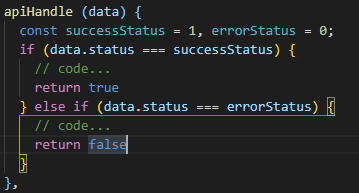 apiHandle (data) {
  const successStatus = 1, errorStatus = 0;
  if (data.status === successStatus) {
    // code...
    return true
  } else if (data.status === errorStatus) {
    // code...
    return false
  }
},